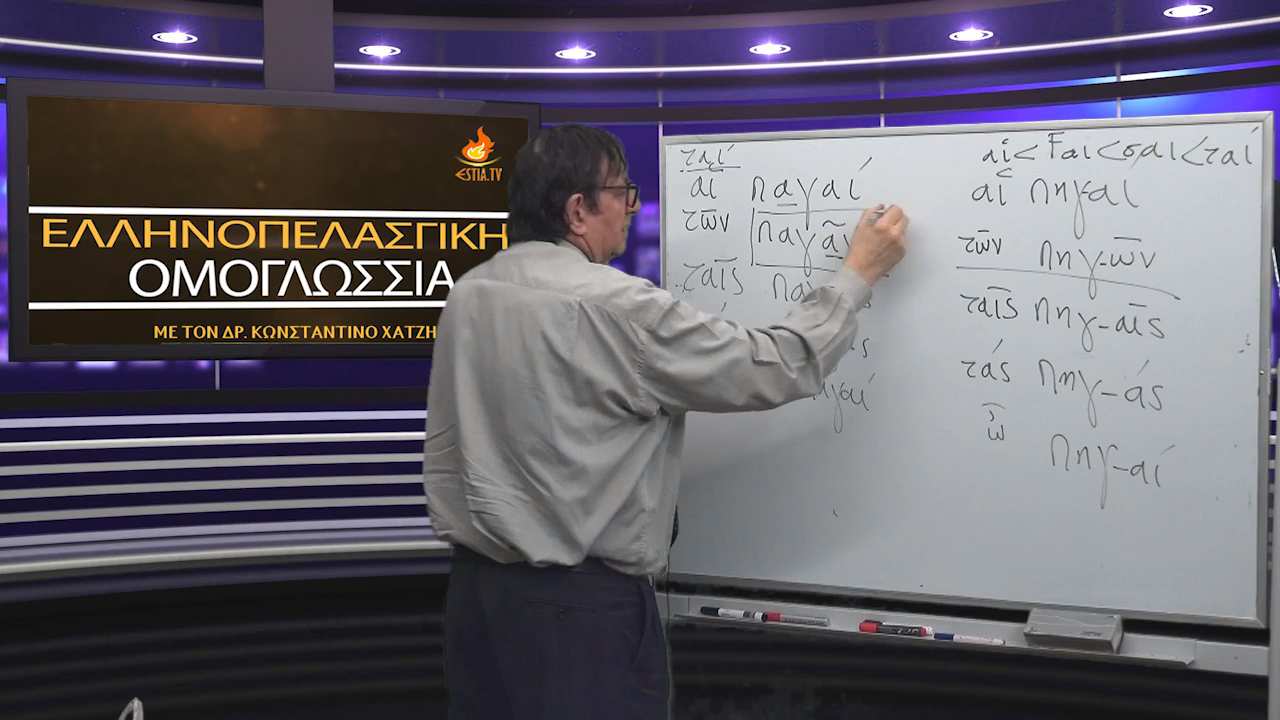 ESTIA.TV
ΕΛΛΗΝΟΠΕΛΑΣΓΙΚΗ
ΟΜΟΓΛΩΣΣΙΑ
ΜΕ ΤΟΝ ΔΡ. ΚΩΝΣΤΑΝΤΙΝΟ ΧΑΤΖΗ
ταί
αἱ παγαί
τῶν παγᾶν
ταῖς
αἱ < Fαι < σαι < ταί
αἱ πηγαί
τῶν πηγ-ῶν
ταῖς πηγ-αῖς
τάς πηγ-άς
ὦ πηγ-αί